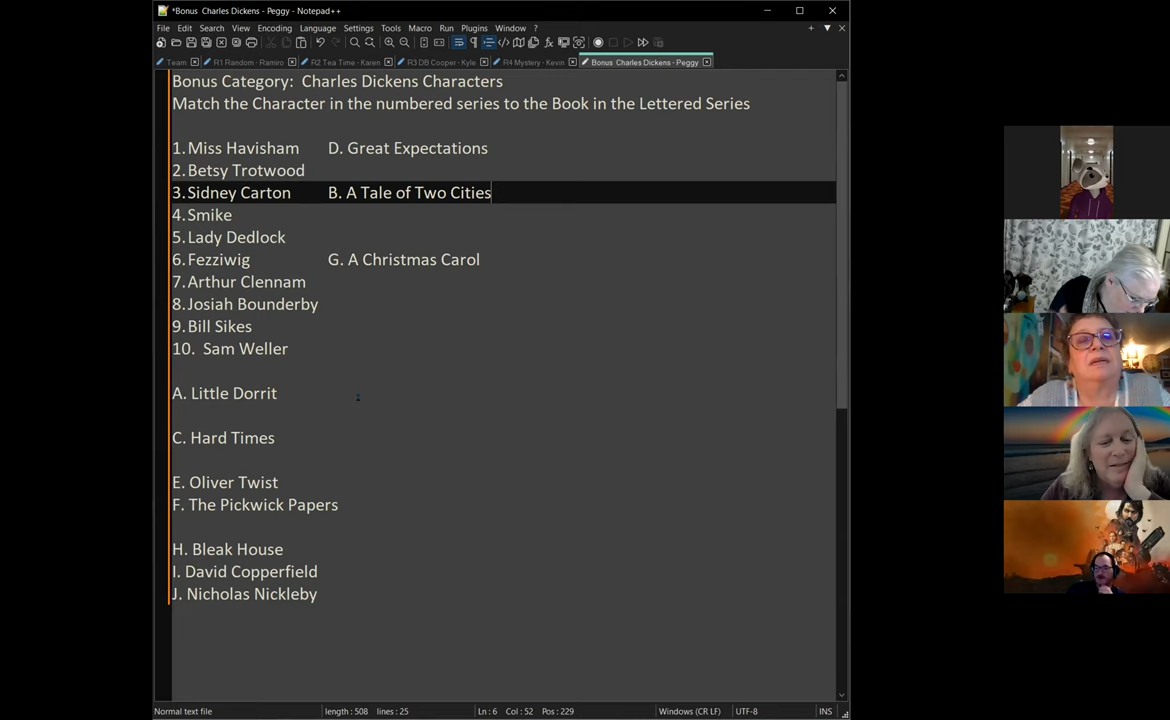 *Bonus  Charles Dickens - Peggy - Notepad++
File Edit Search View Encoding Language Settings Tools Macro Run Plugins Window ?
Team R1 Random - Ramiro R2 Tea Time - Karen R3 DB Cooper - Kyle R4 Mystery - Kevin Bonus  Charles Dickens - Peggy
Bonus Category:  Charles Dickens Characters
Match the Character in the numbered series to the Book in the Lettered Series
1. Miss Havisham D. Great Expectations
2. Betsy Trotwood
3. Sidney Carton B. A Tale of Two Cities
4. Smike
5. Lady Dedlock
6. Fezziwig G. A Christmas Carol
7. Arthur Clennam
8. Josiah Bounderby
9. Bill Sikes
10.  Sam Weller
A. Little Dorrit
C. Hard Times
E. Oliver Twist
F. The Pickwick Papers
H. Bleak House
I. David Copperfield
J. Nicholas Nickleby
Normal text file length : 508 lines : 25 Ln : 6 Col : 52 Pos : 229 Windows (CR LF) UTF-8 INS